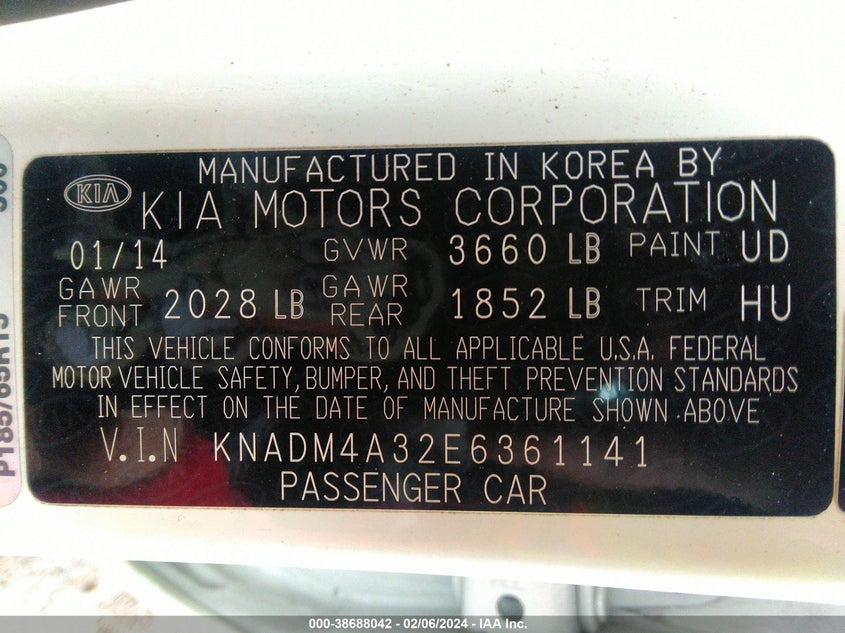 MANUFACTURED IN KOREA BY
KIA KIA MOTORS CORPORATION
01/14 GVWR 3660 LB PAINT UD
GAWR FRONT 2028 LB GAWR REAR 1852 LB TRIM HU
THIS VEHICLE CONFORMS TO ALL APPLICABLE U.S.A. FEDERAL
MOTOR VEHICLE SAFETY, BUMPER, AND THEFT PREVENTION STANDARDS
IN EFFECT ON THE DATE OF MANUFACTURE SHOWN ABOVE
V.I.N KNADM4A32E6361141
PASSENGER CAR
P185/65R15
000-38688042 - 02/06/2024 - IAA Inc.